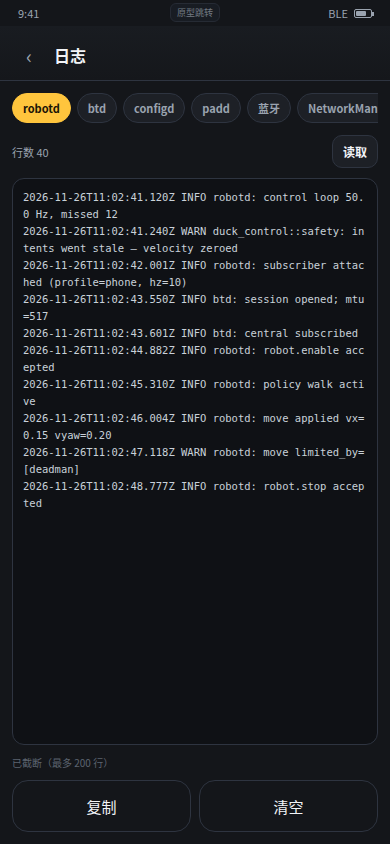 9:41
原型跳转
BLE
‹ 日志
robotd btd configd padd 蓝牙 NetworkMan
行数 40
读取
2026-11-26T11:02:41.120Z INFO robotd: control loop 50.
0 Hz, missed 12
2026-11-26T11:02:41.240Z WARN duck_control::safety: in
tents went stale — velocity zeroed
2026-11-26T11:02:42.001Z INFO robotd: subscriber attac
hed (profile=phone, hz=10)
2026-11-26T11:02:43.550Z INFO btd: session opened; mtu
=517
2026-11-26T11:02:43.601Z INFO btd: central subscribed
2026-11-26T11:02:44.882Z INFO robotd: robot.enable acc
epted
2026-11-26T11:02:45.310Z INFO robotd: policy walk acti
ve
2026-11-26T11:02:46.004Z INFO robotd: move applied vx=
0.15 vyaw=0.20
2026-11-26T11:02:47.118Z WARN robotd: move limited_by=
[deadman]
2026-11-26T11:02:48.777Z INFO robotd: robot.stop accep
ted
已截断（最多 200 行）
复制
清空